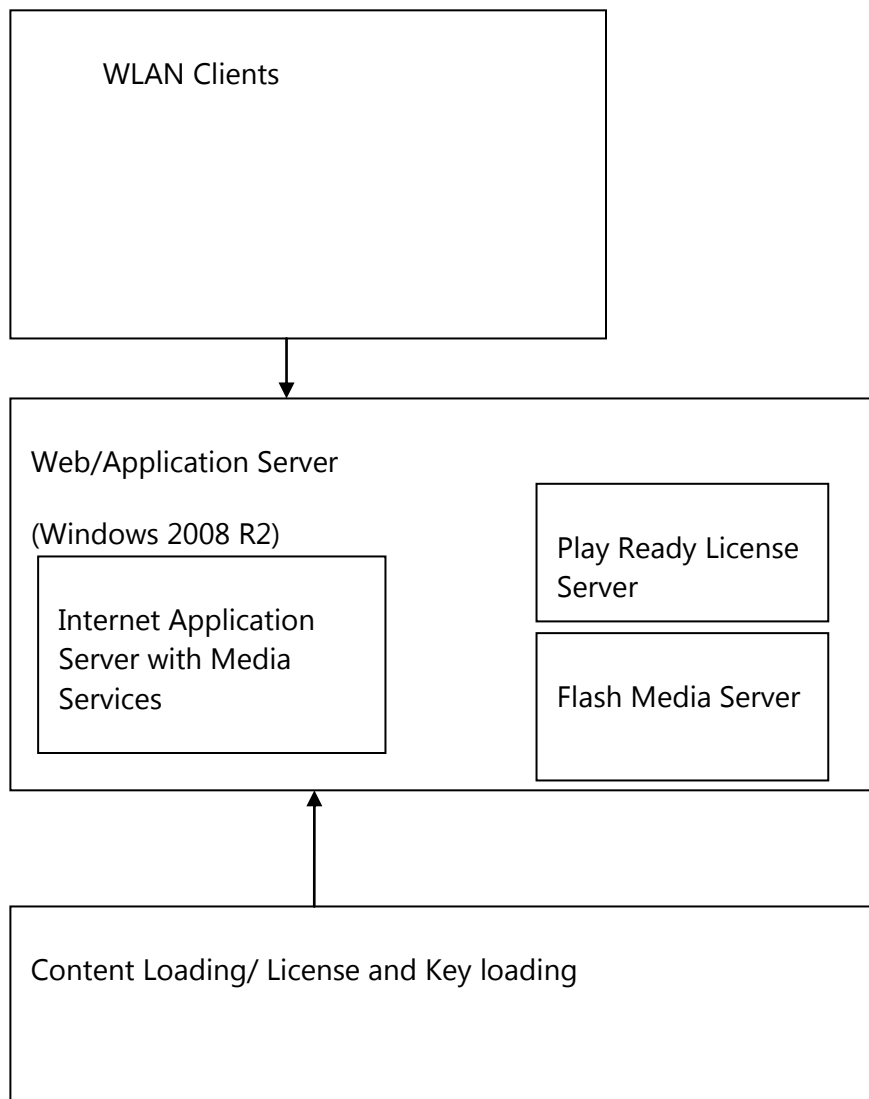 WLAN Clients
Web/Application Server
(Windows 2008 R2)
Internet Application
Server with Media
Services
Play Ready License
Server
Flash Media Server
Content Loading/ License and Key loading